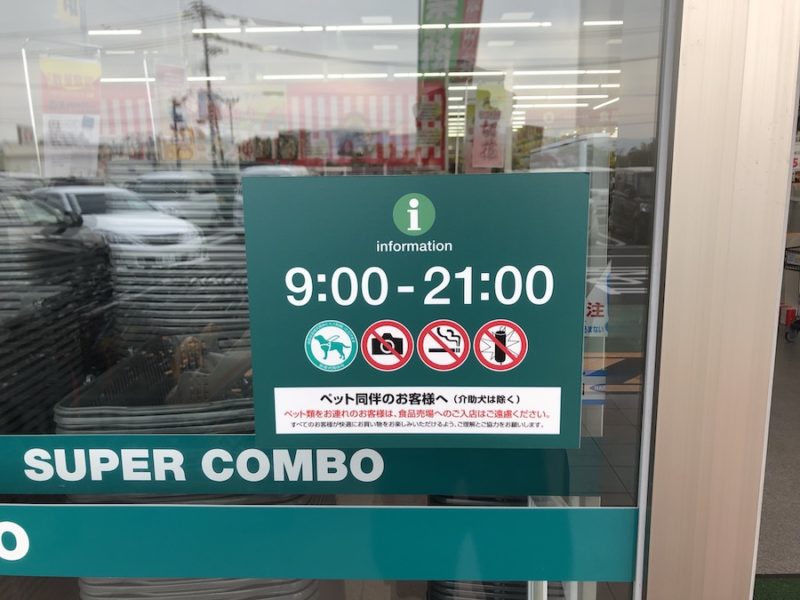 information
9:00 - 21:00
ペット同伴のお客様へ（介助犬は除く）
ペット類をお連れのお客様は、食品売場へのご入店はご遠慮ください。
すべてのお客様が快適にお買い物をお楽しみいただけるよう、ご理解とご協力をお願いします。
注
SUPER COMBO
O